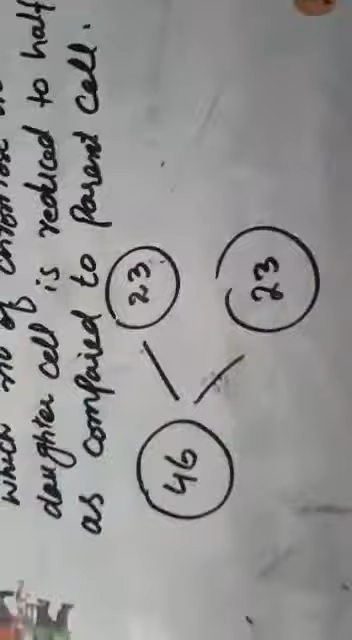 which no of
daughter cell is reduced to half
as compared to Parent cell.
46
23
23